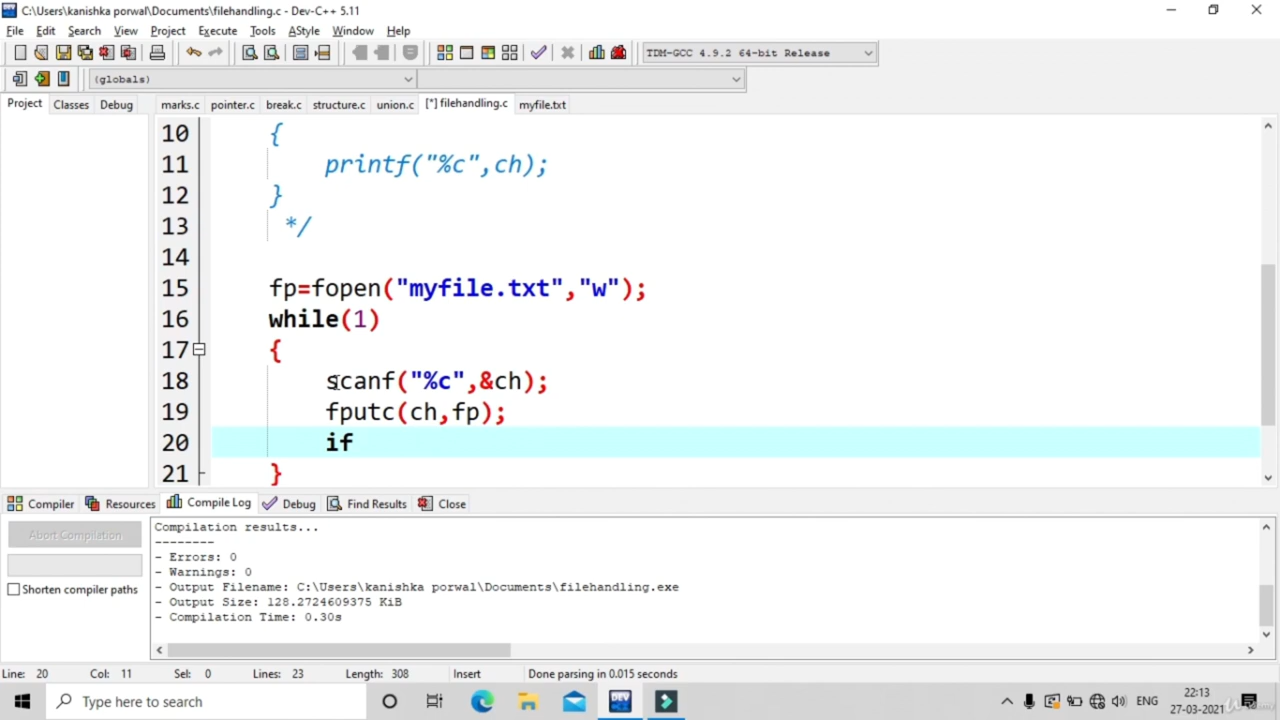 C:\Users\kanishka porwal\Documents\filehandling.c - Dev-C++ 5.11
File Edit Search View Project Execute Tools AStyle Window Help
TDM-GCC 4.9.2 64-bit Release
(globals)
Project Classes Debug marks.c pointer.c break.c structure.c union.c [*] filehandling.c myfile.txt
10 {
11 printf("%c",ch);
12 }
13 */
14
15 fp=fopen("myfile.txt","w");
16 while(1)
17 {
18 scanf("%c",&ch);
19 fputc(ch,fp);
20 if
21 }
Compiler Resources Compile Log Debug Find Results Close
Abort Compilation
Shorten compiler paths
Compilation results...
--------
- Errors: 0
- Warnings: 0
- Output Filename: C:\Users\kanishka porwal\Documents\filehandling.exe
- Output Size: 128.2724609375 KiB
- Compilation Time: 0.30s
Line: 20 Col: 11 Sel: 0 Lines: 23 Length: 308 Insert Done parsing in 0.015 seconds
Type here to search
DEV
ENG
22:13
27-03-2021